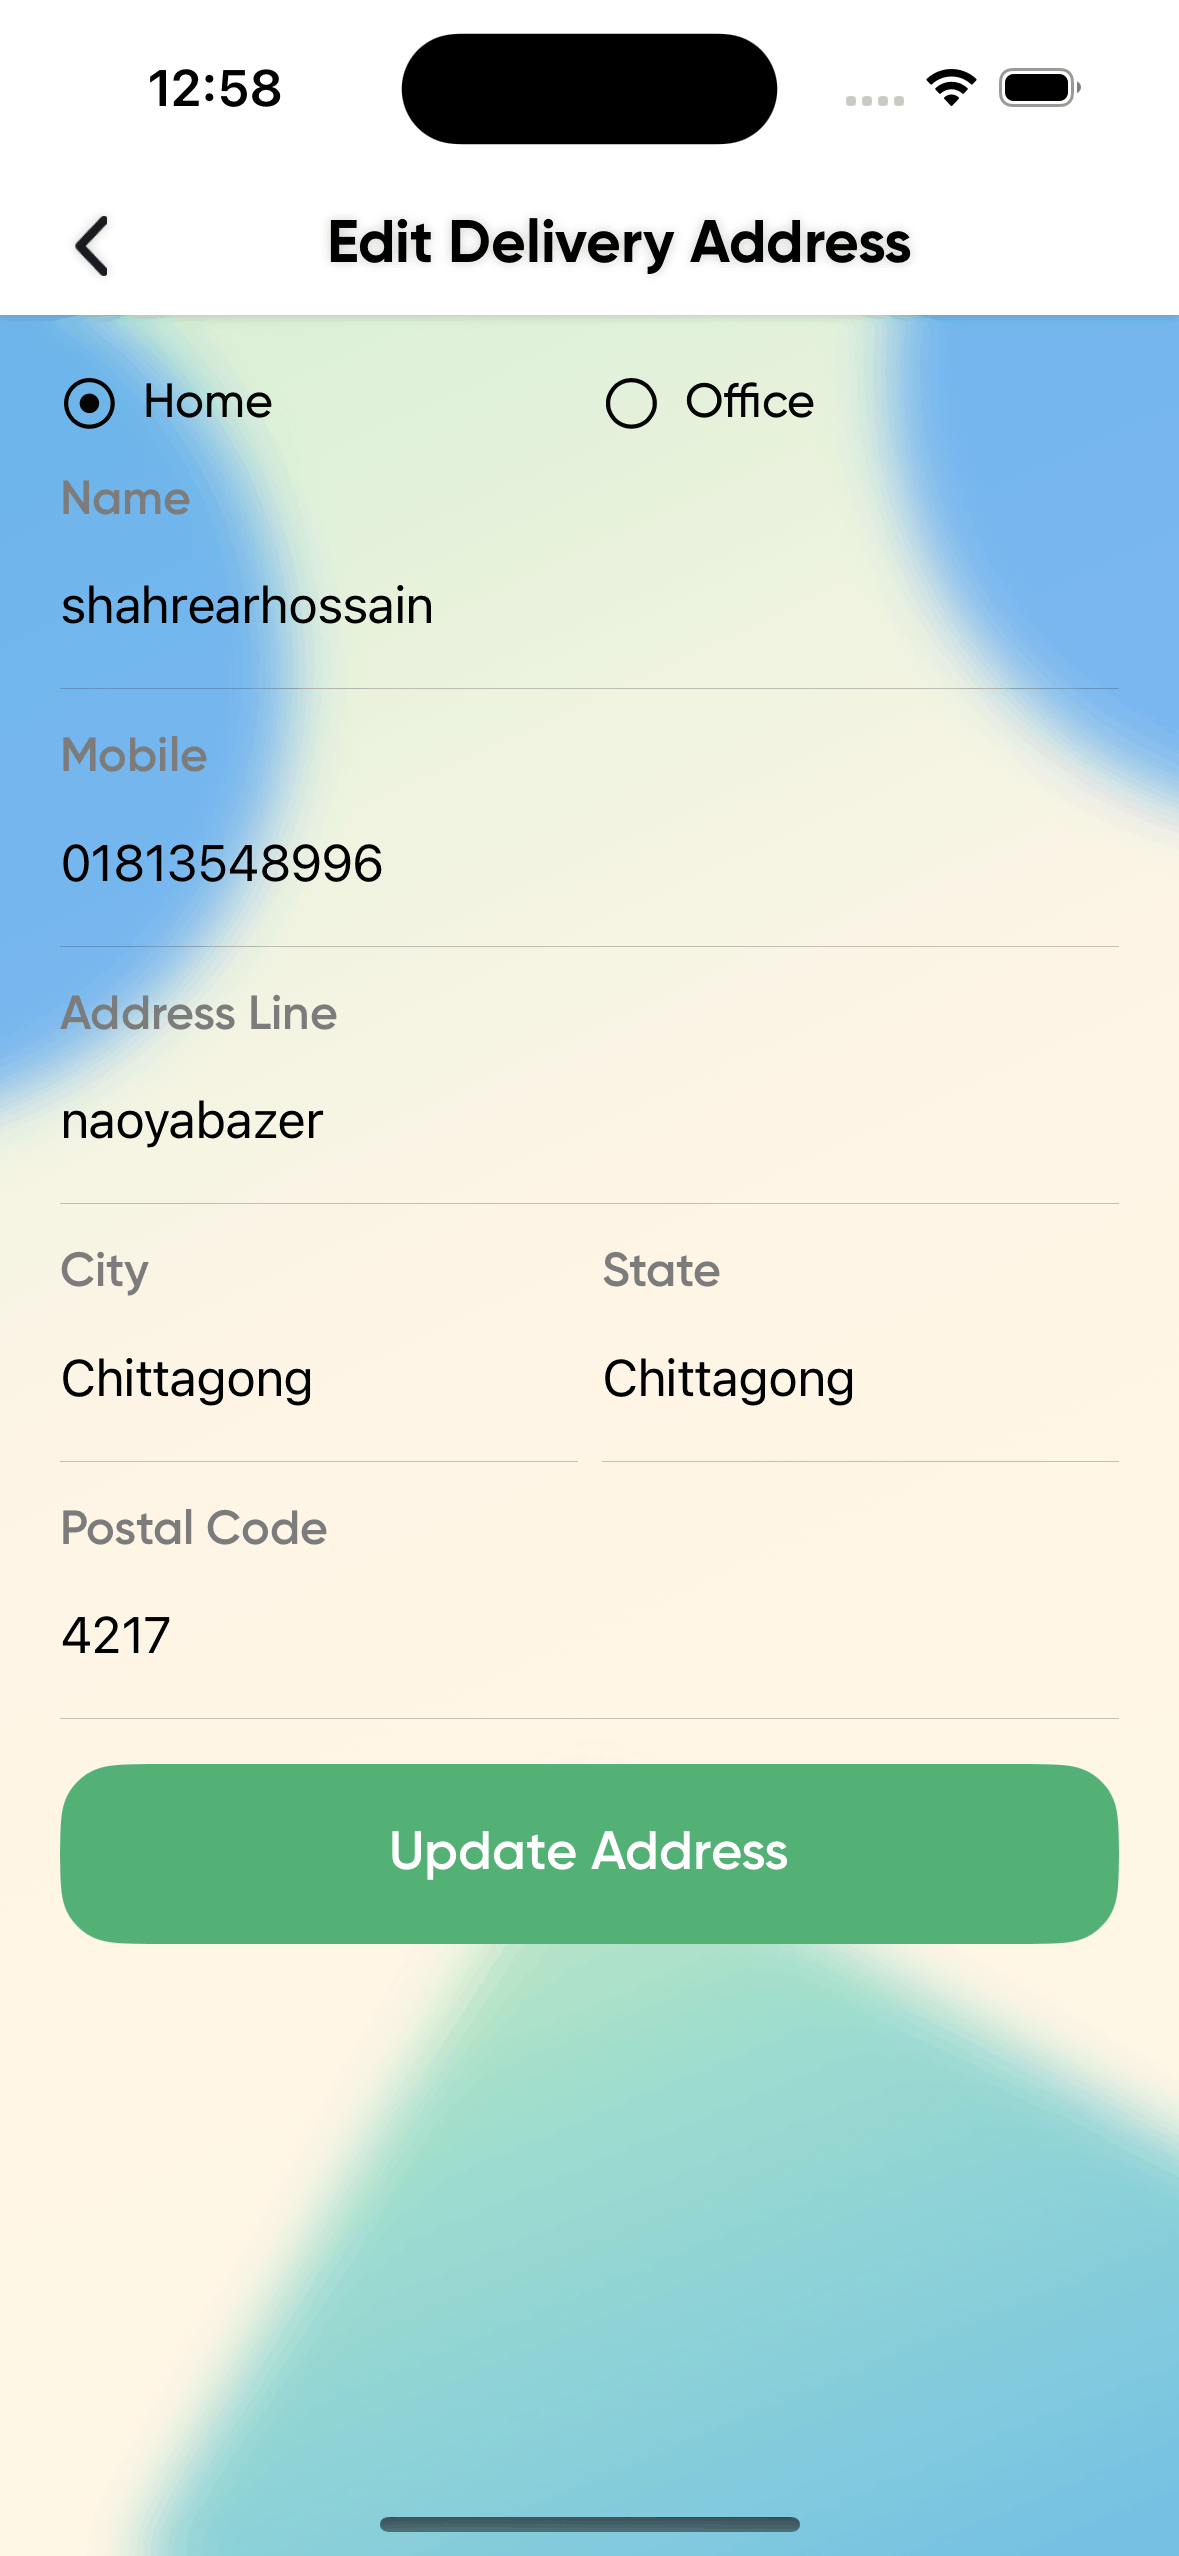 12:58
Edit Delivery Address
Home Office
Name
shahrearhossain
Mobile
01813548996
Address Line
naoyabazer
City State
Chittagong Chittagong
Postal Code
4217
Update Address